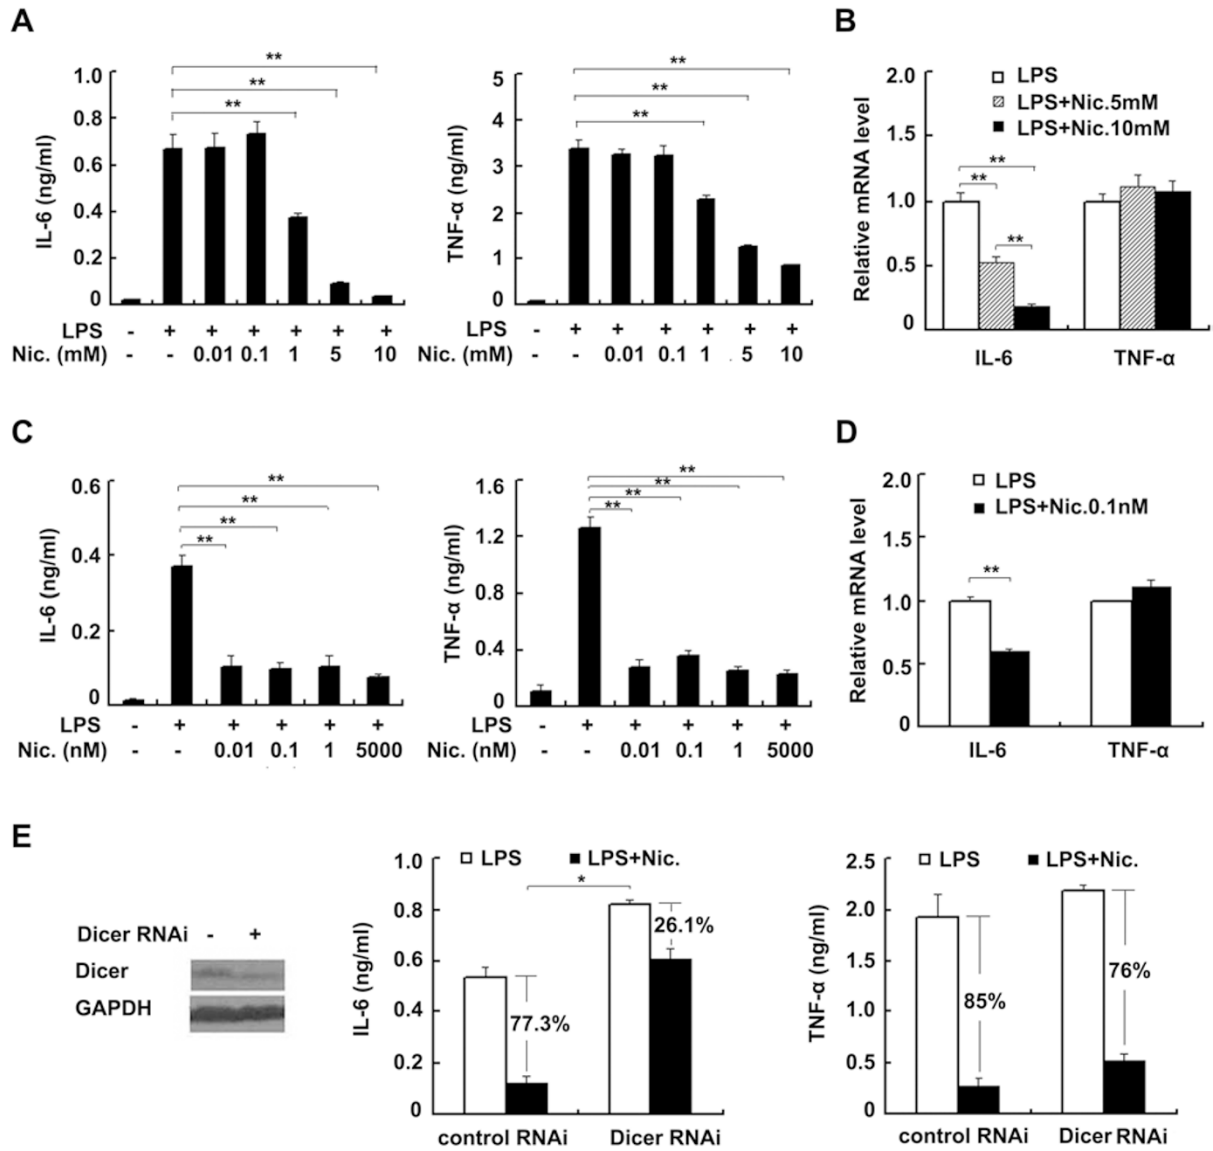 A
**
**
**
IL-6 (ng/ml)
1.0
0.8
0.6
0.4
0.2
0
LPS - + + + + + +
Nic. (mM) - - 0.01 0.1 1 5 10
**
**
**
TNF-α (ng/ml)
5
4
3
2
1
0
LPS - + + + + + +
Nic. (mM) - - 0.01 0.1 1 5 10
B
LPS
LPS+Nic.5mM
LPS+Nic.10mM
**
**
**
Relative mRNA level
2.0
1.5
1.0
0.5
0
IL-6 TNF-α
C
**
**
**
**
IL-6 (ng/ml)
0.6
0.4
0.2
0
LPS - + + + + +
Nic. (nM) - - 0.01 0.1 1 5000
**
**
**
**
TNF-α (ng/ml)
1.6
1.2
0.8
0.4
0
LPS - + + + + +
Nic. (nM) - - 0.01 0.1 1 5000
D
LPS
LPS+Nic.0.1nM
**
Relative mRNA level
2.0
1.5
1.0
0.5
0
IL-6 TNF-α
E
Dicer RNAi - +
Dicer
GAPDH
LPS LPS+Nic.
*
IL-6 (ng/ml)
1.0
0.8
0.6
0.4
0.2
0
77.3%
26.1%
control RNAi Dicer RNAi
LPS LPS+Nic.
TNF-α (ng/ml)
2.5
2.0
1.5
1.0
0.5
0
85%
76%
control RNAi Dicer RNAi